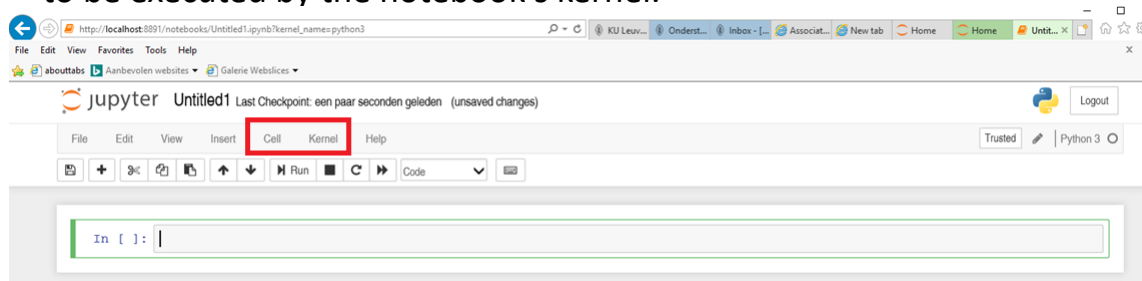 to be executed by the notebook's kernel.
http://localhost:8891/notebooks/Untitled1.ipynb?kernel_name=python3 KU Leuv... Onderst... Inbox - [... Associat... New tab Home Home Untit...
File Edit View Favorites Tools Help
abouttabs Aanbevolen websites Galerie Webslices
jupyter Untitled1 Last Checkpoint: een paar seconden geleden (unsaved changes) Logout
File Edit View Insert Cell Kernel Help Trusted Python 3
Run Code
In [ ]: